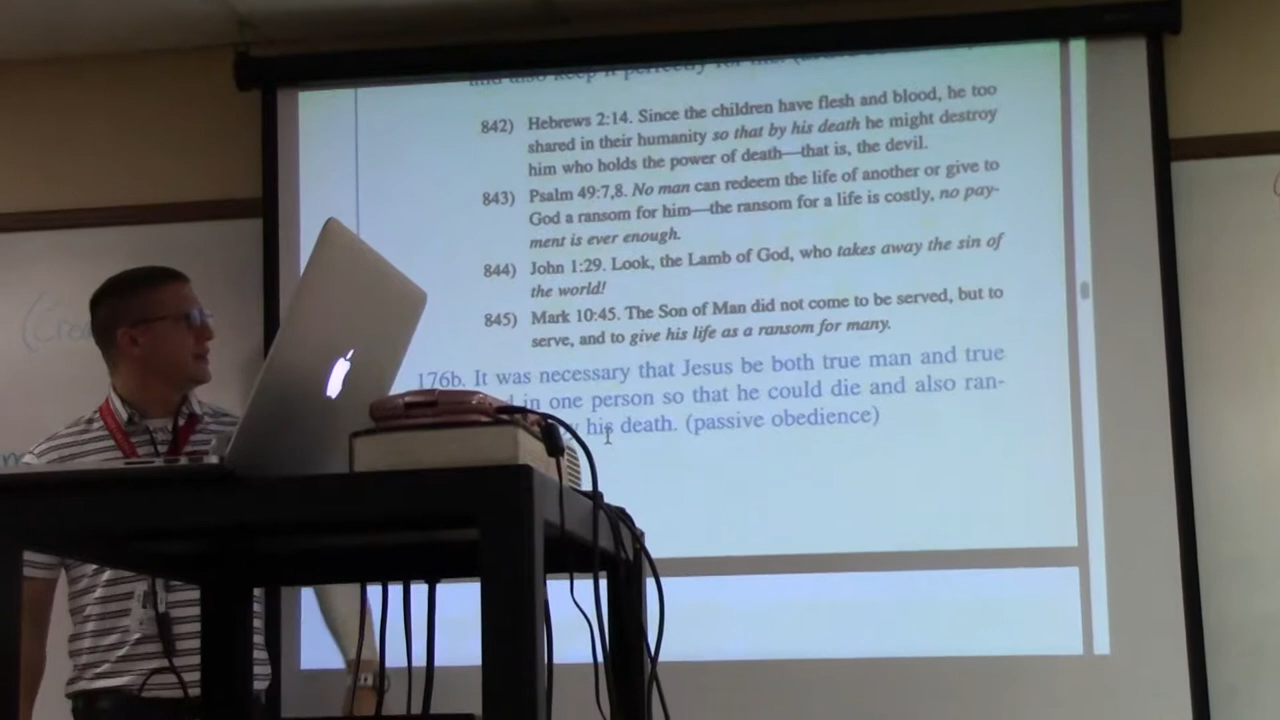 842) Hebrews 2:14. Since the children have flesh and blood, he too
shared in their humanity so that by his death he might destroy
him who holds the power of death—that is, the devil.
843) Psalm 49:7,8. No man can redeem the life of another or give to
God a ransom for him—the ransom for a life is costly, no pay-
ment is ever enough.
844) John 1:29. Look, the Lamb of God, who takes away the sin of
the world!
845) Mark 10:45. The Son of Man did not come to be served, but to
serve, and to give his life as a ransom for many.
176b. It was necessary that Jesus be both true man and true
in one person so that he could die and also ran-
his death. (passive obedience)